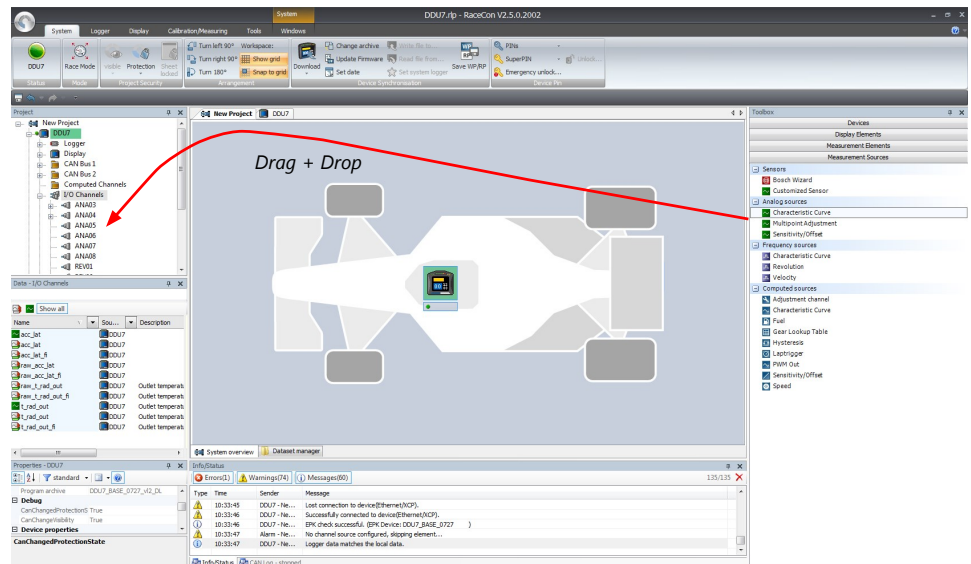 System
DDU7.rlp - RaceCon V2.5.0.2002
System Logger Display Calibration/Measuring Tools Windows
DDU7
Status
Race Mode
Mode
visible Protection Sheet locked
Project Security
Turn left 90° Workspace:
Turn right 90° Show grid
Turn 180° Snap to grid
Arrangement
Download
Change archive Write file to...
Update Firmware Read file from...
Set date Set system logger
Save WP/RP
Device Synchronisation
PINs
SuperPIN Unlock...
Emergency unlock...
Device Pin
Project
New Project
DDU7
Logger
Display
CAN Bus 1
CAN Bus 2
Computed Channels
I/O Channels
ANA03
ANA04
ANA05
ANA06
ANA07
ANA08
REV01
Data - I/O Channels
Show all
Name Sou... Description
acc_lat DDU7
acc_lat DDU7
acc_lat_fi DDU7
raw_acc_lat DDU7
raw_acc_lat_fi DDU7
raw_t_rad_out DDU7 Outlet temperatu
raw_t_rad_out_fi DDU7 Outlet temperatu
t_rad_out DDU7 Outlet temperatu
t_rad_out DDU7 Outlet temperatu
t_rad_out_fi DDU7 Outlet temperatu
Properties - DDU7
standard
Program archive DDU7_BASE_0727_vI2_DL
Debug
CanChangedProtectionS True
CanChangeVisibility True
Device properties
CanChangedProtectionState
New Project DDU7
Drag + Drop
System overview Dataset manager
Info/Status
Errors(1) Warnings(74) Messages(60) 135/135
Type Time Sender Message
10:33:45 DDU7 - Ne... Lost connection to device(Ethernet/XCP).
10:33:46 DDU7 - Ne... Successfully connected to device(Ethernet/XCP).
10:33:46 DDU7 - Ne... EPK check successful. (EPK Device: DDU7_BASE_0727 )
10:33:47 Alarm - Ne... No channel source configured, skipping element...
10:33:47 DDU7 - Ne... Logger data matches the local data.
Info/Status CAN Log - stopped
Toolbox
Devices
Display Elements
Measurement Elements
Measurement Sources
Sensors
Bosch Wizard
Customized Sensor
Analog sources
Characteristic Curve
Multipoint Adjustment
Sensitivity/Offset
Frequency sources
Characteristic Curve
Revolution
Velocity
Computed sources
Adjustment channel
Characteristic Curve
Fuel
Gear Lookup Table
Hysteresis
Laptrigger
PWM Out
Sensitivity/Offset
Speed